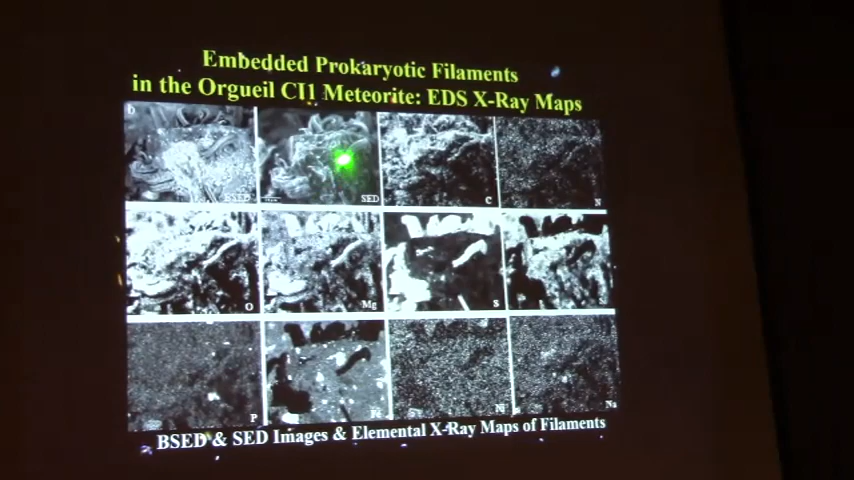 Embedded Prokaryotic Filaments
in the Orgueil CI1 Meteorite: EDS X-Ray Maps
b
BSED
SED
C
N
O
Mg
S
P
Fe
Ni
Na
BSED & SED Images & Elemental X-Ray Maps of Filaments